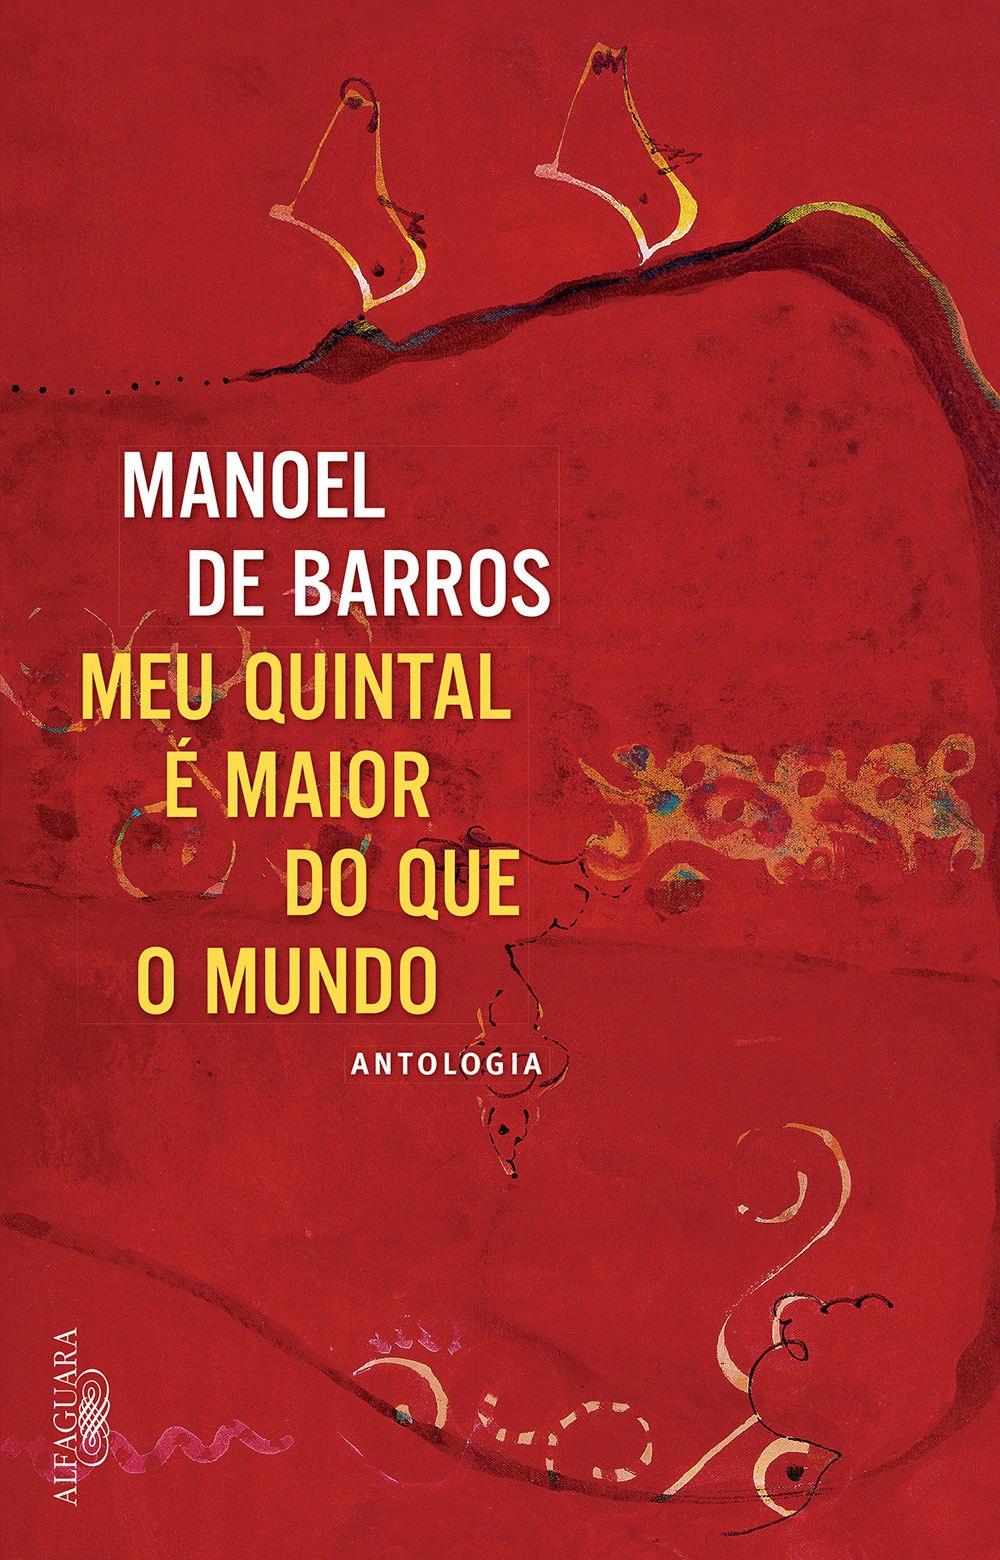 MANOEL
DE BARROS
MEU QUINTAL
É MAIOR
DO QUE
O MUNDO
ANTOLOGIA
ALFAGUARA